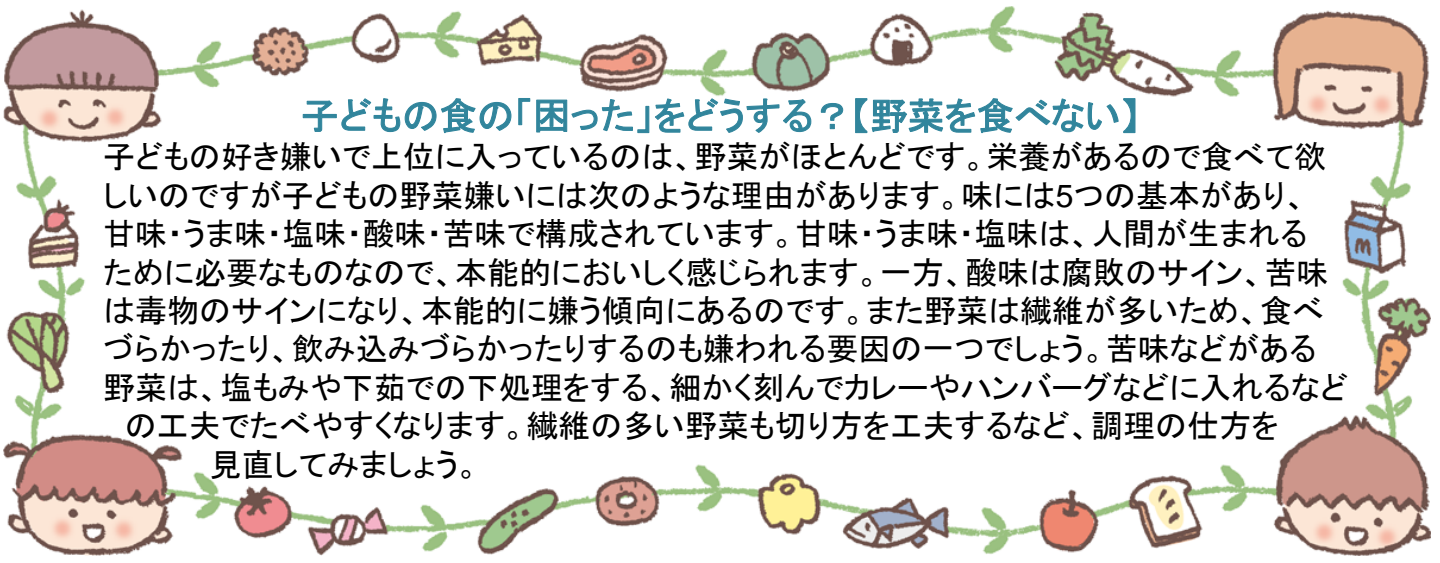 子どもの食の「困った」をどうする？【野菜を食べない】
子どもの好き嫌いで上位に入っているのは、野菜がほとんどです。栄養があるので食べて欲
しいのですが子どもの野菜嫌いには次のような理由があります。味には5つの基本があり、
甘味・うま味・塩味・酸味・苦味で構成されています。甘味・うま味・塩味は、人間が生まれる
ために必要なものなので、本能的においしく感じられます。一方、酸味は腐敗のサイン、苦味
は毒物のサインになり、本能的に嫌う傾向にあるのです。また野菜は繊維が多いため、食べ
づらかったり、飲み込みづらかったりするのも嫌われる要因の一つでしょう。苦味などがある
野菜は、塩もみや下茹での下処理をする、細かく刻んでカレーやハンバーグなどに入れるなど
の工夫でたべやすくなります。繊維の多い野菜も切り方を工夫するなど、調理の仕方を
見直してみましょう。
m